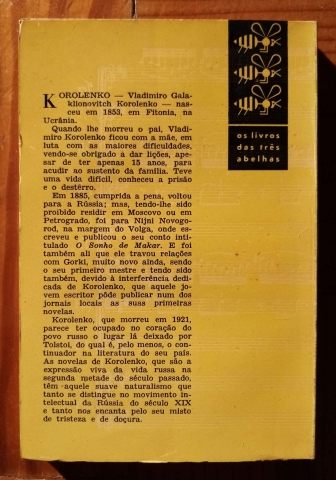 KOROLENKO — Vladimiro Gala-
klionovitch Korolenko — nas-
ceu em 1853, em Fitonia, na
Ucrânia.
Quando lhe morreu o pai, Vladi-
miro Korolenko ficou com a mãe, em
luta com as maiores dificuldades,
vendo-se obrigado a dar lições, ape-
sar de ter apenas 15 anos, para
acudir ao sustento da família. Teve
uma vida difícil, conheceu a prisão
e o destêrro.
Em 1885, cumprida a pena, voltou
para a Rússia; mas, tendo-lhe sido
proïbido residir em Moscovo ou em
Petrogrado, foi para Nijni Novogo-
rod, na margem do Volga, onde es-
creveu e publicou o seu conto inti-
tulado O Sonho de Makar. E foi
também ali que ele travou relações
com Gorki, muito novo ainda, sendo
o seu primeiro mestre e tendo sido
também, devido à interferência dedi-
cada de Korolenko, que aquele jo-
vem escritor pôde publicar num dos
jornais locais as suas primeiras
novelas.
Korolenko, que morreu em 1921,
parece ter ocupado no coração do
povo russo o lugar lá deixado por
Tolstoi, do qual é, pelo menos, o con-
tinuador na literatura do seu país.
As novelas de Korolenko, que são a
expressão viva da vida russa na
segunda metade do século passado,
têm aquele suave naturalismo que
tanto se distingue no movimento in-
telectual da Rússia do século XIX
e tanto nos encanta pelo seu misto
de tristeza e de doçura.
os livros
das três
abelhas